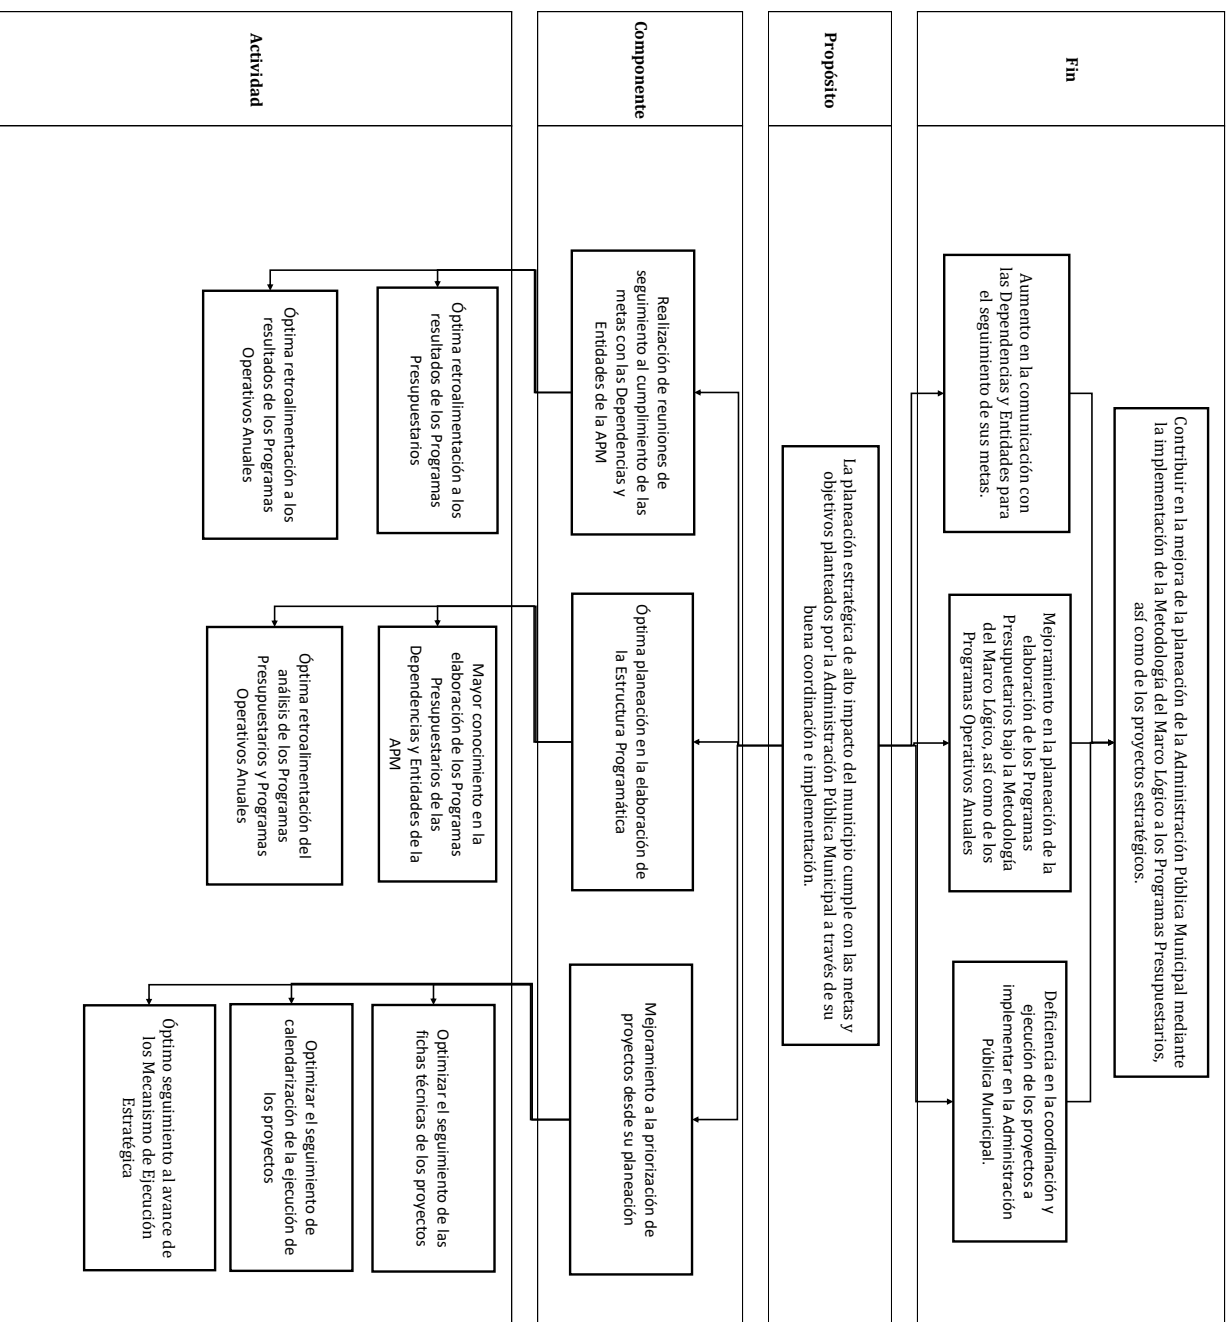 Fin
Contribuir en la mejora de la planeación de la Administración Pública Municipal mediante
la implementación de la Metodología del Marco Lógico a los Programas Presupuestarios,
así como de los proyectos estratégicos.
Aumento en la comunicación con
las Dependencias y Entidades para
el seguimiento de sus metas.
Mejoramiento en la planeación de la
elaboración de los Programas
Presupuetarios bajo la Metodología
del Marco Lógico, así como de los
Programas Operativos Anuales
Deficiencia en la coordinación y
ejecución de los proyectos a
implementar en la Administración
Pública Municipal.
Propósito
La planeación estratégica de alto impacto del municipio cumple con las metas y
objetivos planteados por la Administración Pública Municipal a través de su
buena coordinación e implementación.
Componente
Realización de reuniones de
seguimiento al cumplimiento de las
metas con las Dependencias y
Entidades de la APM
Óptima planeación en la elaboración de
la Estructura Programática
Mejoramiento a la priorización de
proyectos desde su planeación
Actividad
Óptima retroalimentación a los
resultados de los Programas
Presupuestarios
Óptima retroalimentación a los
resultados de los Programas
Operativos Anuales
Mayor conocimiento en la
elaboración de los Programas
Presupuestarios de las
Dependencias y Entidades de la
APM
Óptima retroalimentación del
análisis de los Programas
Presupuestarios y Programas
Operativos Anuales
Optimizar el seguimiento de las
fichas técnicas de los proyectos
Optimizar el seguimiento de
calendarización de la ejecución de
los proyectos
Óptimo seguimiento al avance de
los Mecanismo de Ejecución
Estratégica